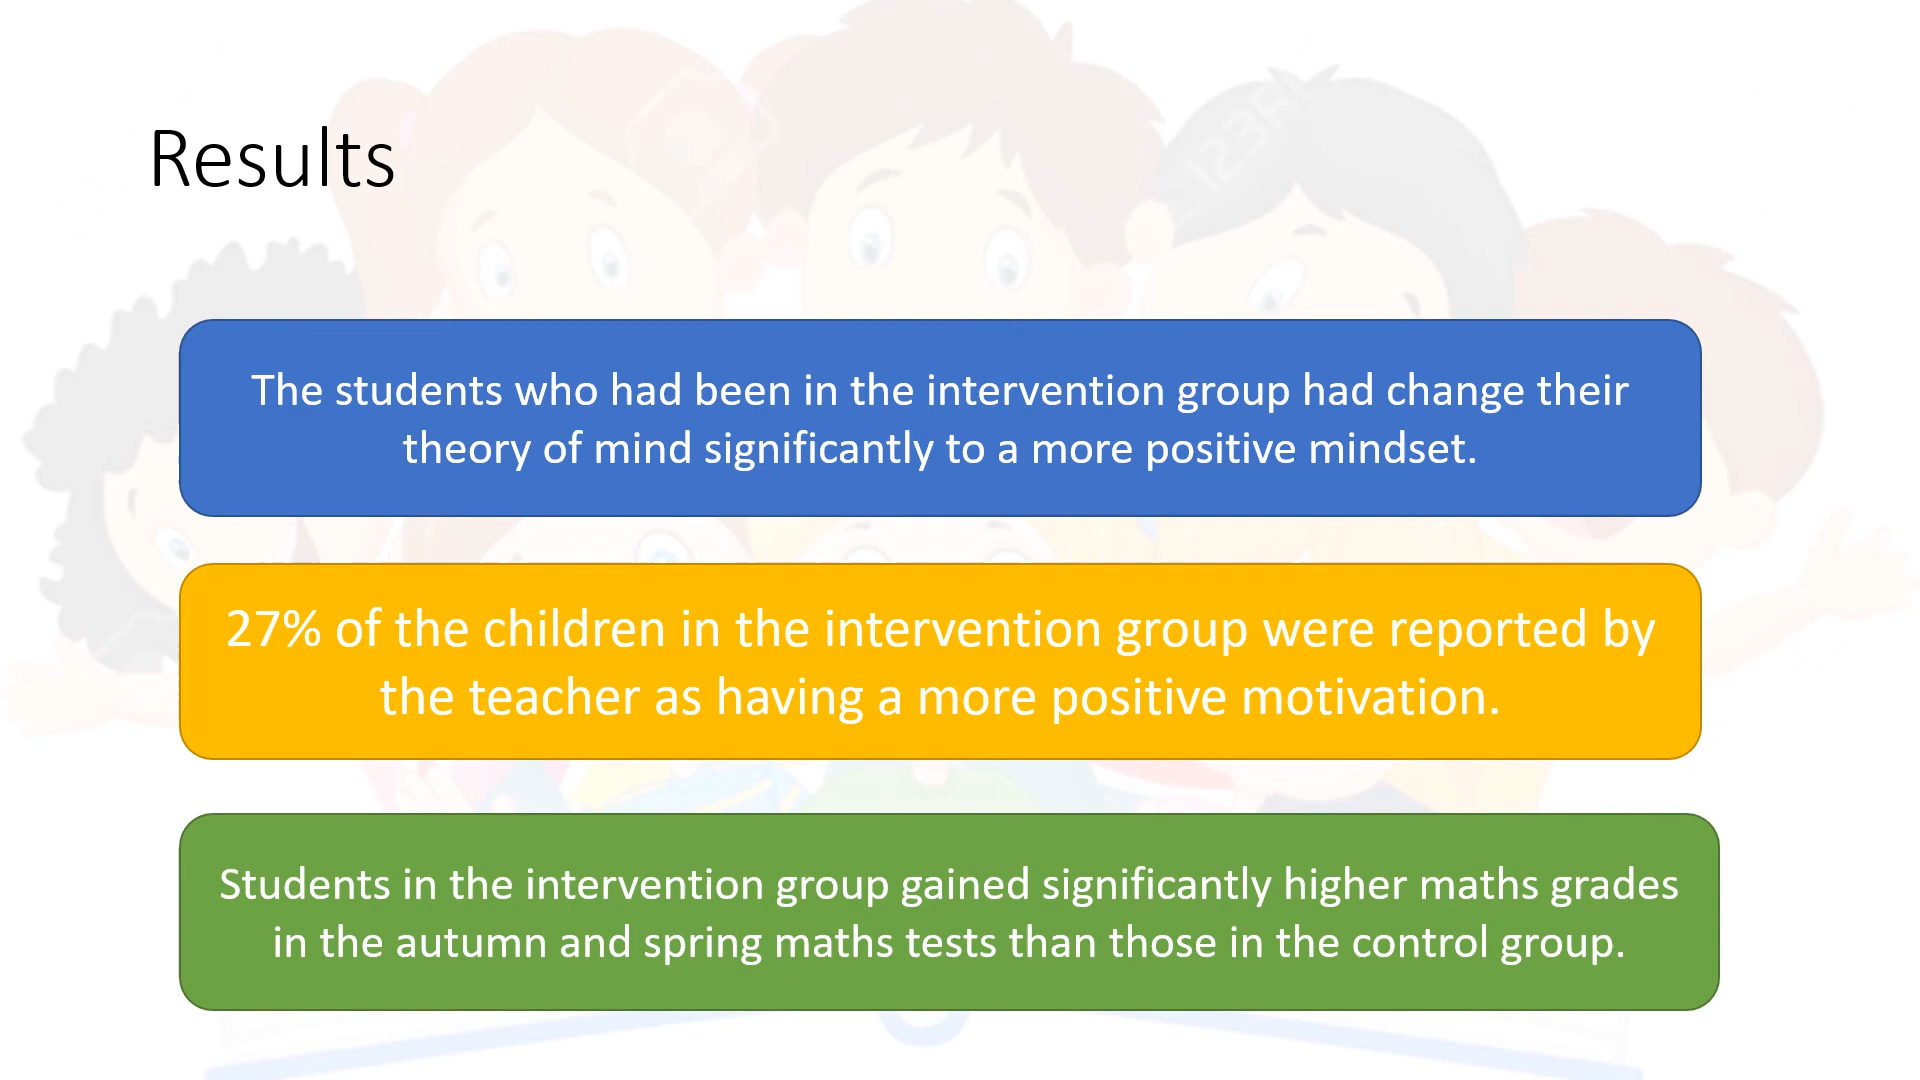 Results
The students who had been in the intervention group had change their
theory of mind significantly to a more positive mindset.
27% of the children in the intervention group were reported by
the teacher as having a more positive motivation.
Students in the intervention group gained significantly higher maths grades
in the autumn and spring maths tests than those in the control group.